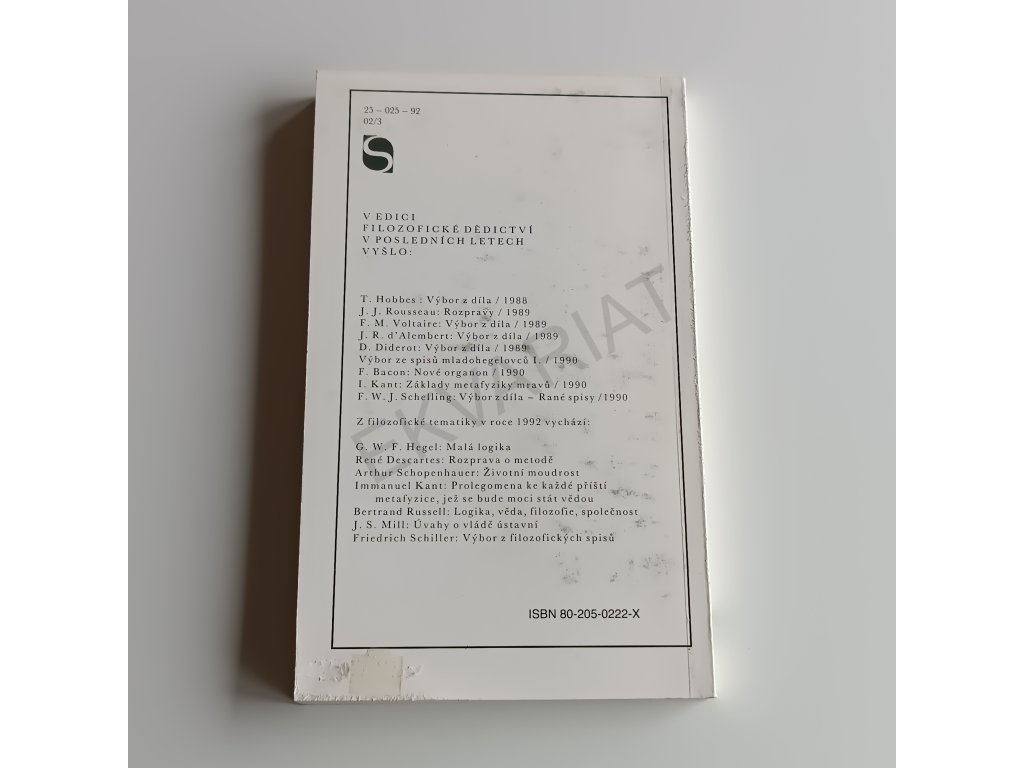 25 – 025 – 92
02/3
S
V EDICI
FILOZOFICKÉ DĚDICTVÍ
V POSLEDNÍCH LETECH
VYŠLO:
T. Hobbes : Výbor z díla / 1988
J. J. Rousseau: Rozpravy / 1989
F. M. Voltaire: Výbor z díla / 1989
J. R. d’Alembert: Výbor z díla / 1989
D. Diderot: Výbor z díla / 1989
Výbor ze spisů mladohegelovců I. / 1990
F. Bacon: Nové organon / 1990
I. Kant: Základy metafyziky mravů / 1990
F. W. J. Schelling: Výbor z díla – Rané spisy /1990
Z filozofické tematiky v roce 1992 vychází:
G. W. F. Hegel: Malá logika
René Descartes: Rozprava o metodě
Arthur Schopenhauer: Životní moudrost
Immanuel Kant: Prolegomena ke každé příští
metafyzice, jež se bude moci stát vědou
Bertrand Russell: Logika, věda, filozofie, společnost
J. S. Mill: Úvahy o vládě ústavní
Friedrich Schiller: Výbor z filozofických spisů
ISBN 80-205-0222-X
EKVARIAT